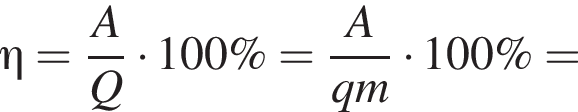 η = A/Q · 100% = A/qm · 100% =